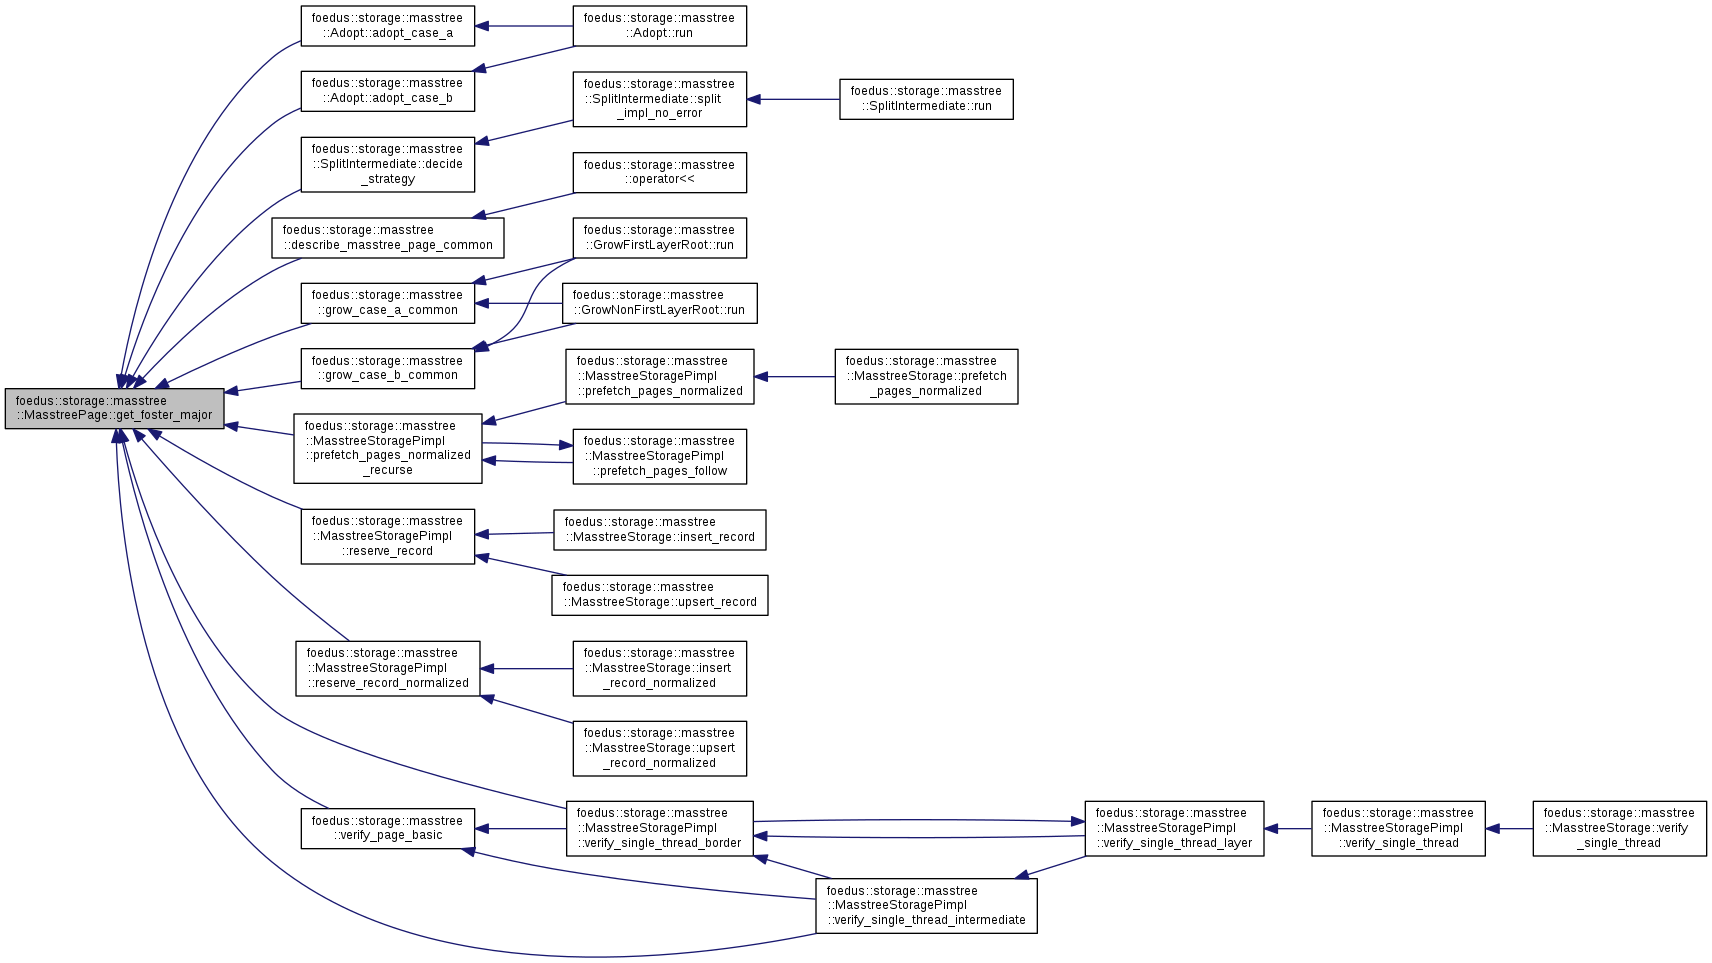 foedus::storage::masstree
::MasstreePage::get_foster_major
foedus::storage::masstree
::Adopt::adopt_case_a
foedus::storage::masstree
::Adopt::run
foedus::storage::masstree
::Adopt::adopt_case_b
foedus::storage::masstree
::SplitIntermediate::decide
_strategy
foedus::storage::masstree
::SplitIntermediate::split
_impl_no_error
foedus::storage::masstree
::SplitIntermediate::run
foedus::storage::masstree
::describe_masstree_page_common
foedus::storage::masstree
::operator<<
foedus::storage::masstree
::grow_case_a_common
foedus::storage::masstree
::GrowFirstLayerRoot::run
foedus::storage::masstree
::GrowNonFirstLayerRoot::run
foedus::storage::masstree
::grow_case_b_common
foedus::storage::masstree
::MasstreeStoragePimpl
::prefetch_pages_normalized
_recurse
foedus::storage::masstree
::MasstreeStoragePimpl
::prefetch_pages_normalized
foedus::storage::masstree
::MasstreeStorage::prefetch
_pages_normalized
foedus::storage::masstree
::MasstreeStoragePimpl
::prefetch_pages_follow
foedus::storage::masstree
::MasstreeStoragePimpl
::reserve_record
foedus::storage::masstree
::MasstreeStorage::insert_record
foedus::storage::masstree
::MasstreeStorage::upsert_record
foedus::storage::masstree
::MasstreeStoragePimpl
::reserve_record_normalized
foedus::storage::masstree
::MasstreeStorage::insert
_record_normalized
foedus::storage::masstree
::MasstreeStorage::upsert
_record_normalized
foedus::storage::masstree
::verify_page_basic
foedus::storage::masstree
::MasstreeStoragePimpl
::verify_single_thread_border
foedus::storage::masstree
::MasstreeStoragePimpl
::verify_single_thread_layer
foedus::storage::masstree
::MasstreeStoragePimpl
::verify_single_thread
foedus::storage::masstree
::MasstreeStorage::verify
_single_thread
foedus::storage::masstree
::MasstreeStoragePimpl
::verify_single_thread_intermediate